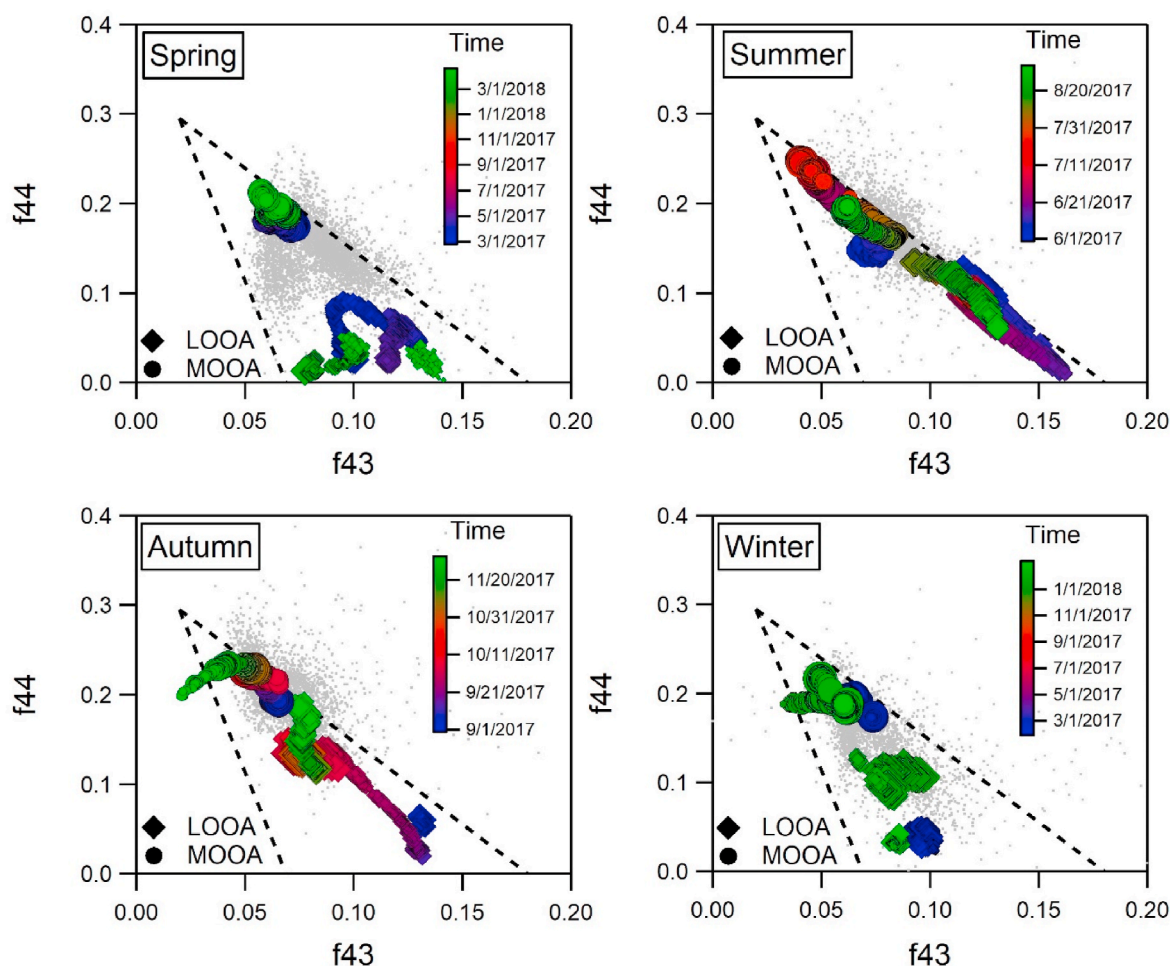 Spring
Time
3/1/2018
1/1/2018
11/1/2017
9/1/2017
7/1/2017
5/1/2017
3/1/2017
LOOA
MOOA
0.4
0.3
0.2
0.1
0.0
f44
0.00
0.05
0.10
0.15
0.20
f43
Summer
Time
8/20/2017
7/31/2017
7/11/2017
6/21/2017
6/1/2017
LOOA
MOOA
0.4
0.3
0.2
0.1
0.0
f44
0.00
0.05
0.10
0.15
0.20
f43
Autumn
Time
11/20/2017
10/31/2017
10/11/2017
9/21/2017
9/1/2017
LOOA
MOOA
0.4
0.3
0.2
0.1
0.0
f44
0.00
0.05
0.10
0.15
0.20
f43
Winter
Time
1/1/2018
11/1/2017
9/1/2017
7/1/2017
5/1/2017
3/1/2017
LOOA
MOOA
0.4
0.3
0.2
0.1
0.0
f44
0.00
0.05
0.10
0.15
0.20
f43